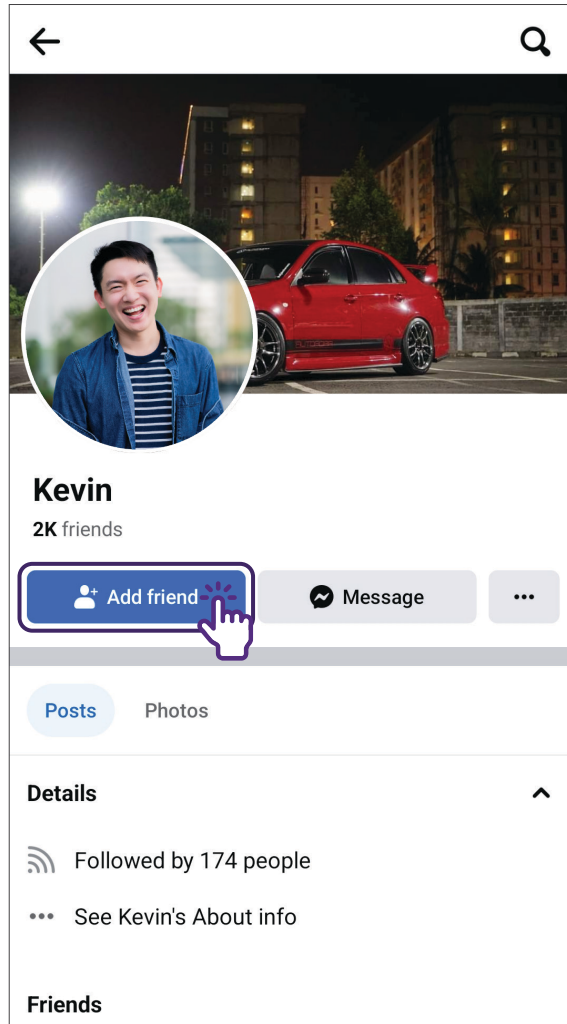 Kevin
2K friends
Add friend
Message
Posts
Photos
Details
Followed by 174 people
See Kevin's About info
Friends